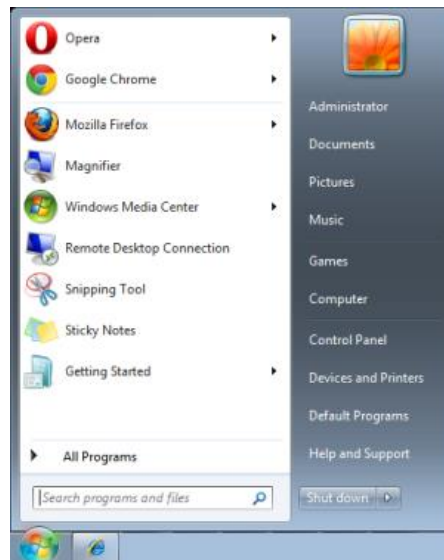 Opera
Google Chrome
Mozilla Firefox
Magnifier
Windows Media Center
Remote Desktop Connection
Snipping Tool
Sticky Notes
Getting Started
All Programs
Search programs and files
Administrator
Documents
Pictures
Music
Games
Computer
Control Panel
Devices and Printers
Default Programs
Help and Support
Shut down